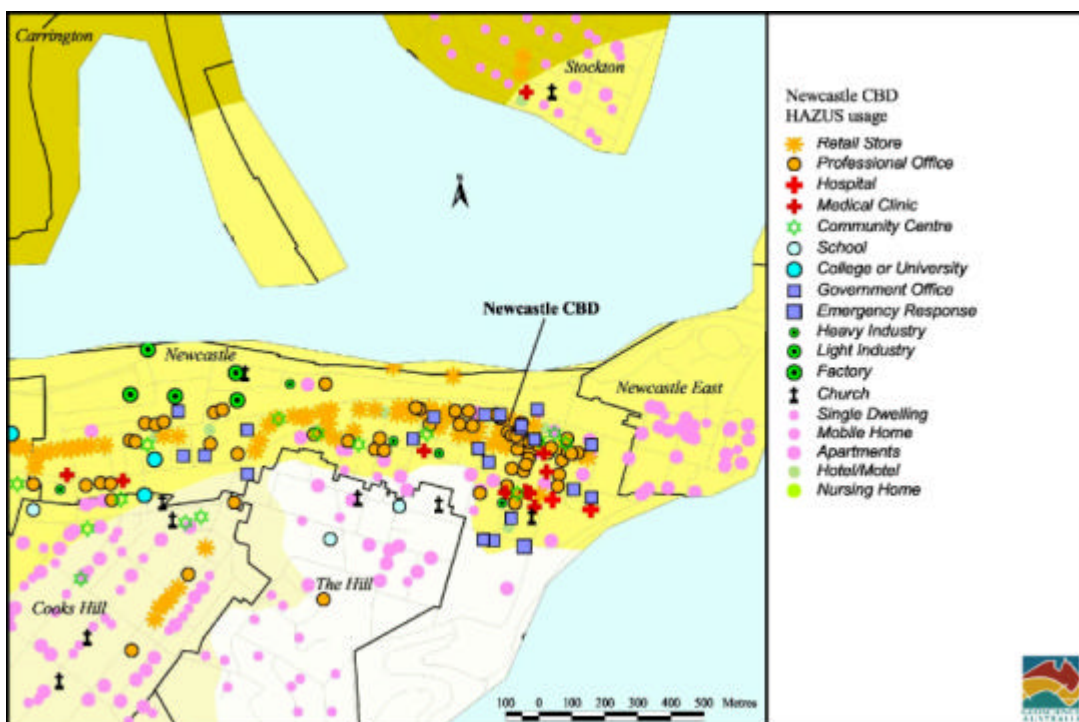 Carrington
Stockton
N
Newcastle CBD
Newcastle
Newcastle East
The Hill
Cooks Hill
100 0 100 200 300 400 500 Metres
Newcastle CBD
HAZUS usage
Retail Store
Professional Office
Hospital
Medical Clinic
Community Centre
School
College or University
Government Office
Emergency Response
Heavy Industry
Light Industry
Factory
Church
Single Dwelling
Mobile Home
Apartments
Hotel/Motel
Nursing Home
GEOSCIENCE
AUSTRALIA